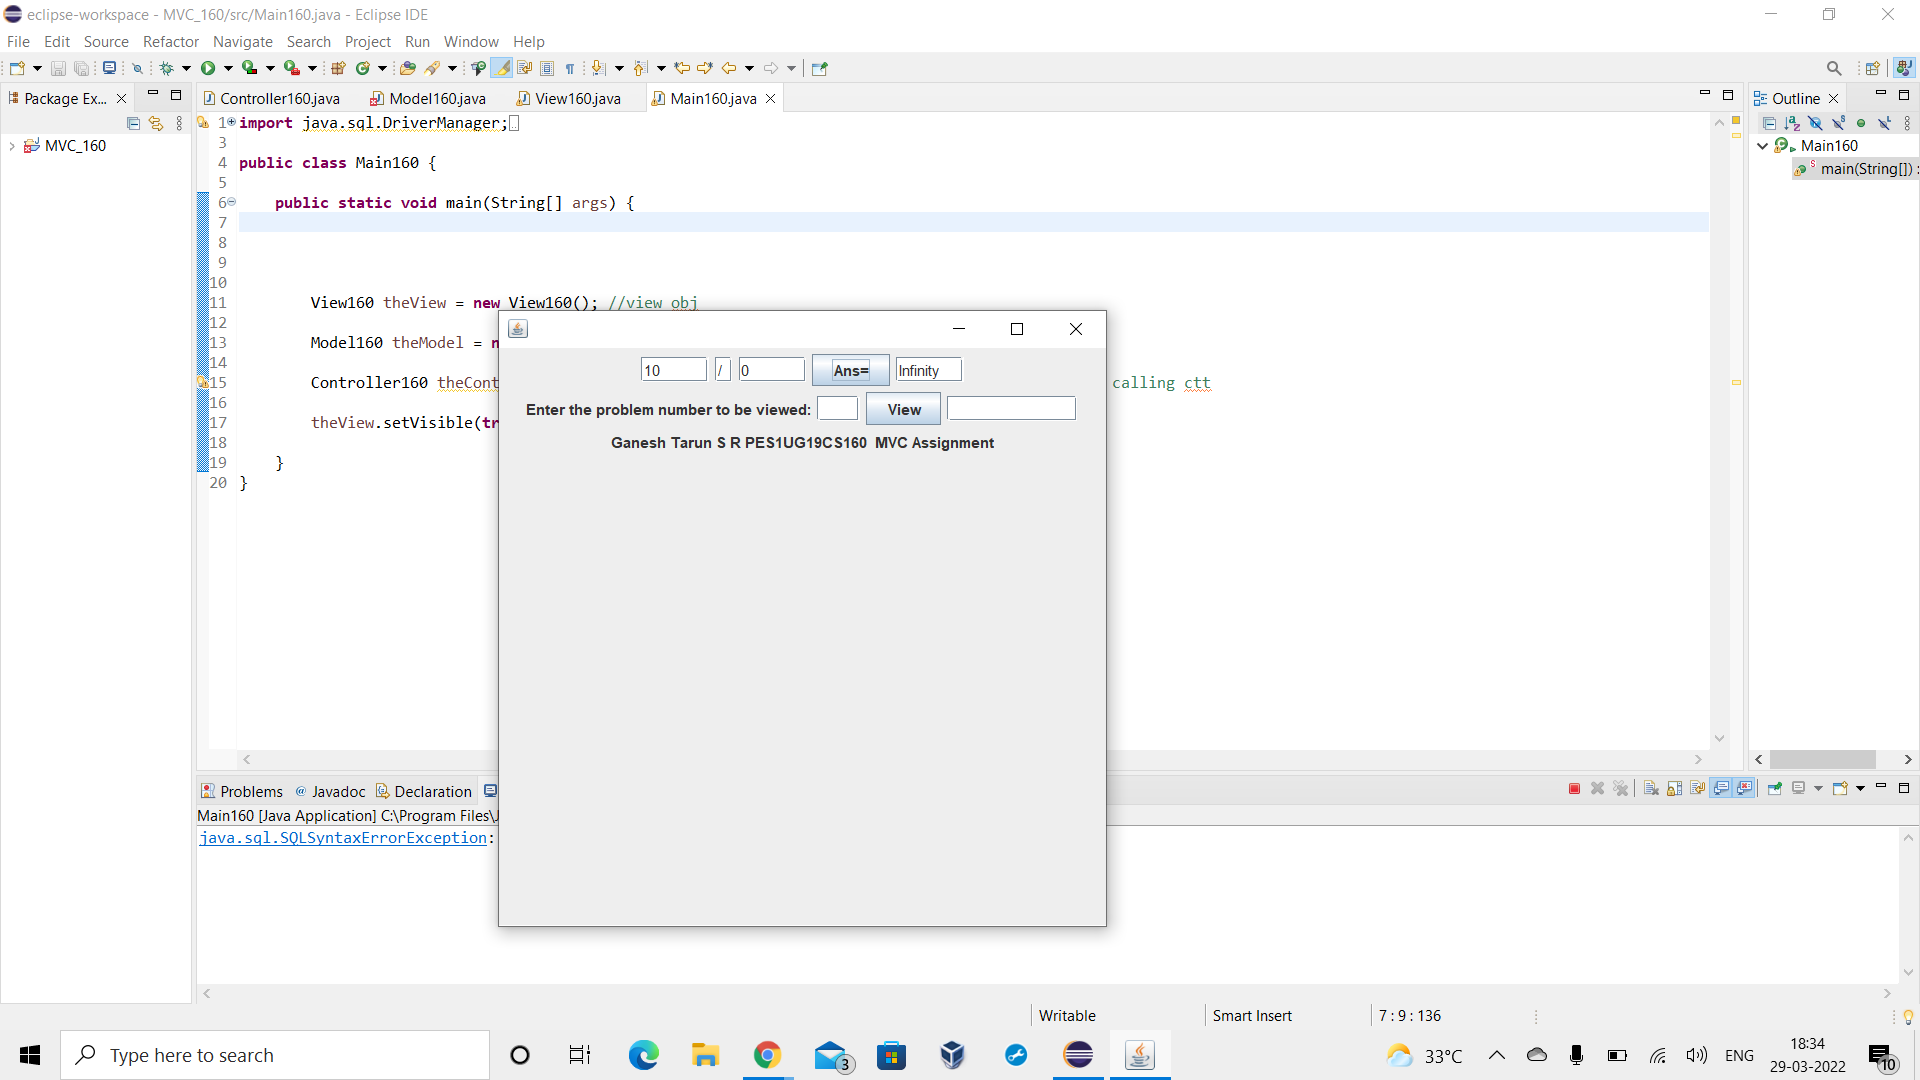 eclipse-workspace - MVC_160/src/Main160.java - Eclipse IDE
File Edit Source Refactor Navigate Search Project Run Window Help
Package Ex...
Controller160.java Model160.java View160.java Main160.java
Outline
MVC_160
1 import java.sql.DriverManager;
3
4 public class Main160 {
5
6 public static void main(String[] args) {
7
8
9
10
11 View160 theView = new View160(); //view obj
12
13 Model160 theModel = n
14
15 Controller160 theCont calling ctt
16
17 theView.setVisible(tr
18
19 }
20 }
Main160
main(String[]) :
10 / 0 Ans= Infinity
Enter the problem number to be viewed: View
Ganesh Tarun S R PES1UG19CS160 MVC Assignment
Problems @ Javadoc Declaration
Main160 [Java Application] C:\Program Files\J
java.sql.SQLSyntaxErrorException:
Writable Smart Insert 7 : 9 : 136
Type here to search
3
33°C
ENG
18:34
29-03-2022
10